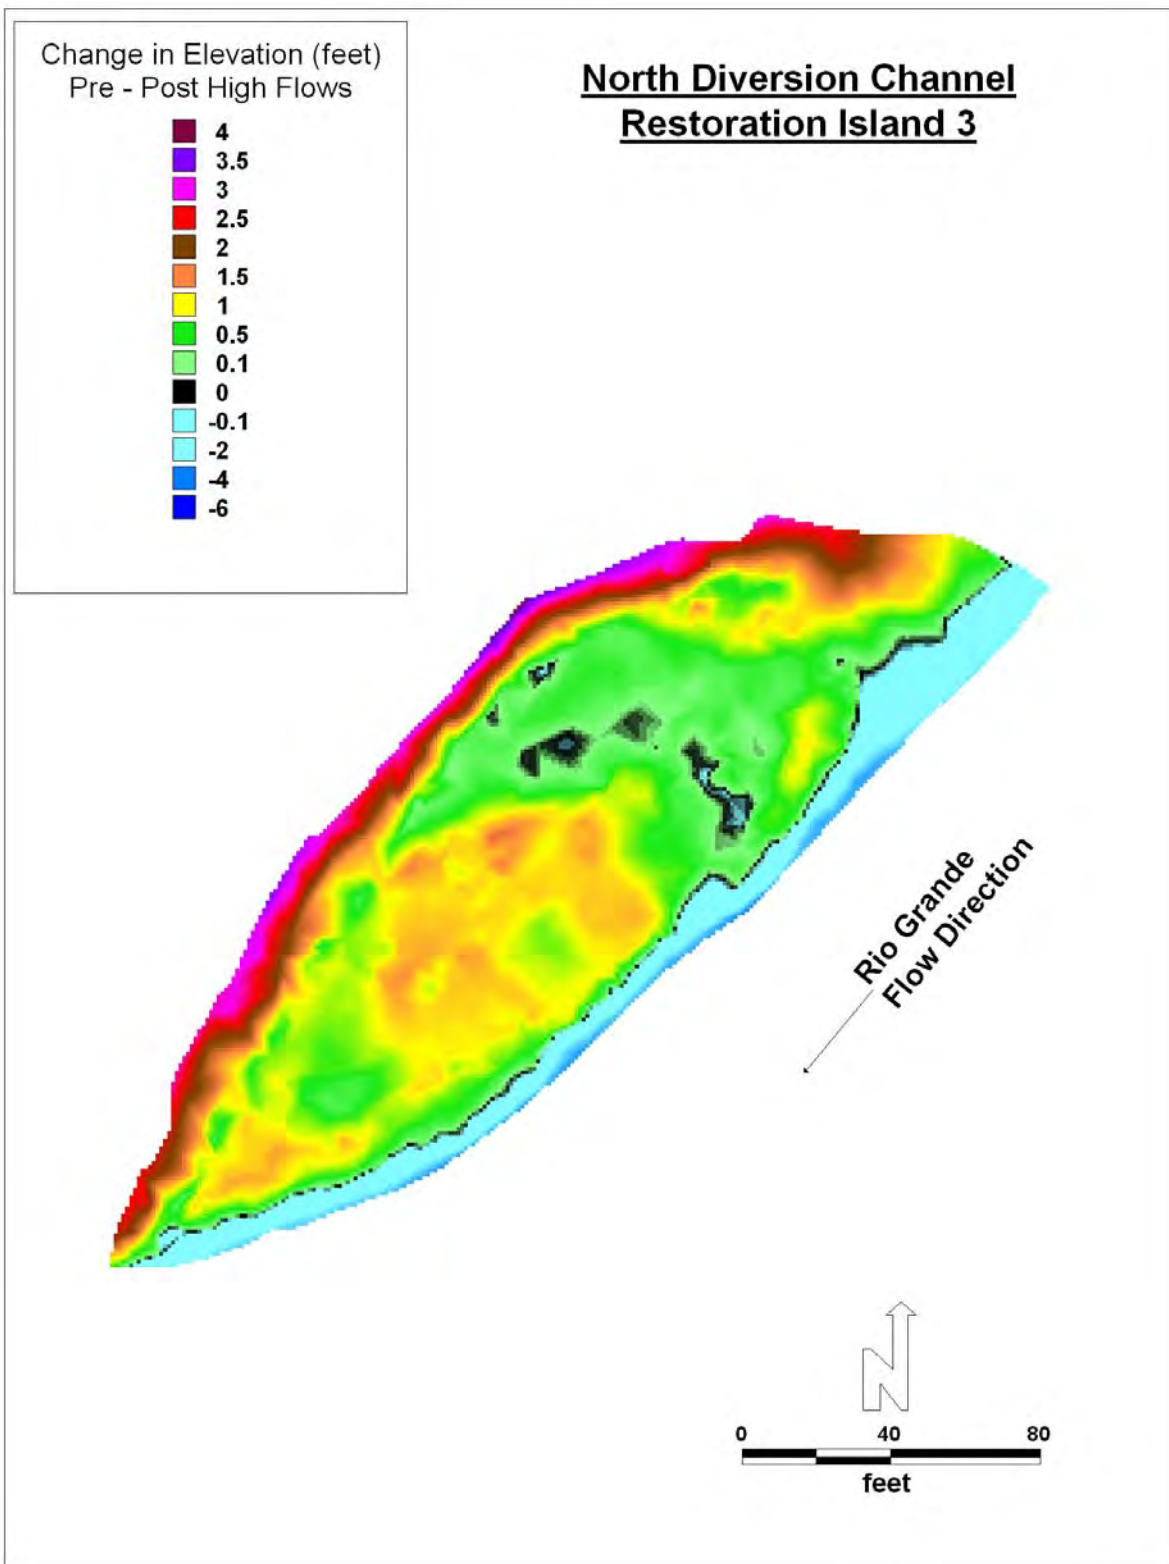 Change in Elevation (feet)
Pre - Post High Flows
4
3.5
3
2.5
2
1.5
1
0.5
0.1
0
-0.1
-2
-4
-6
North Diversion Channel
Restoration Island 3
Rio Grande
Flow Direction
N
0 40 80
feet